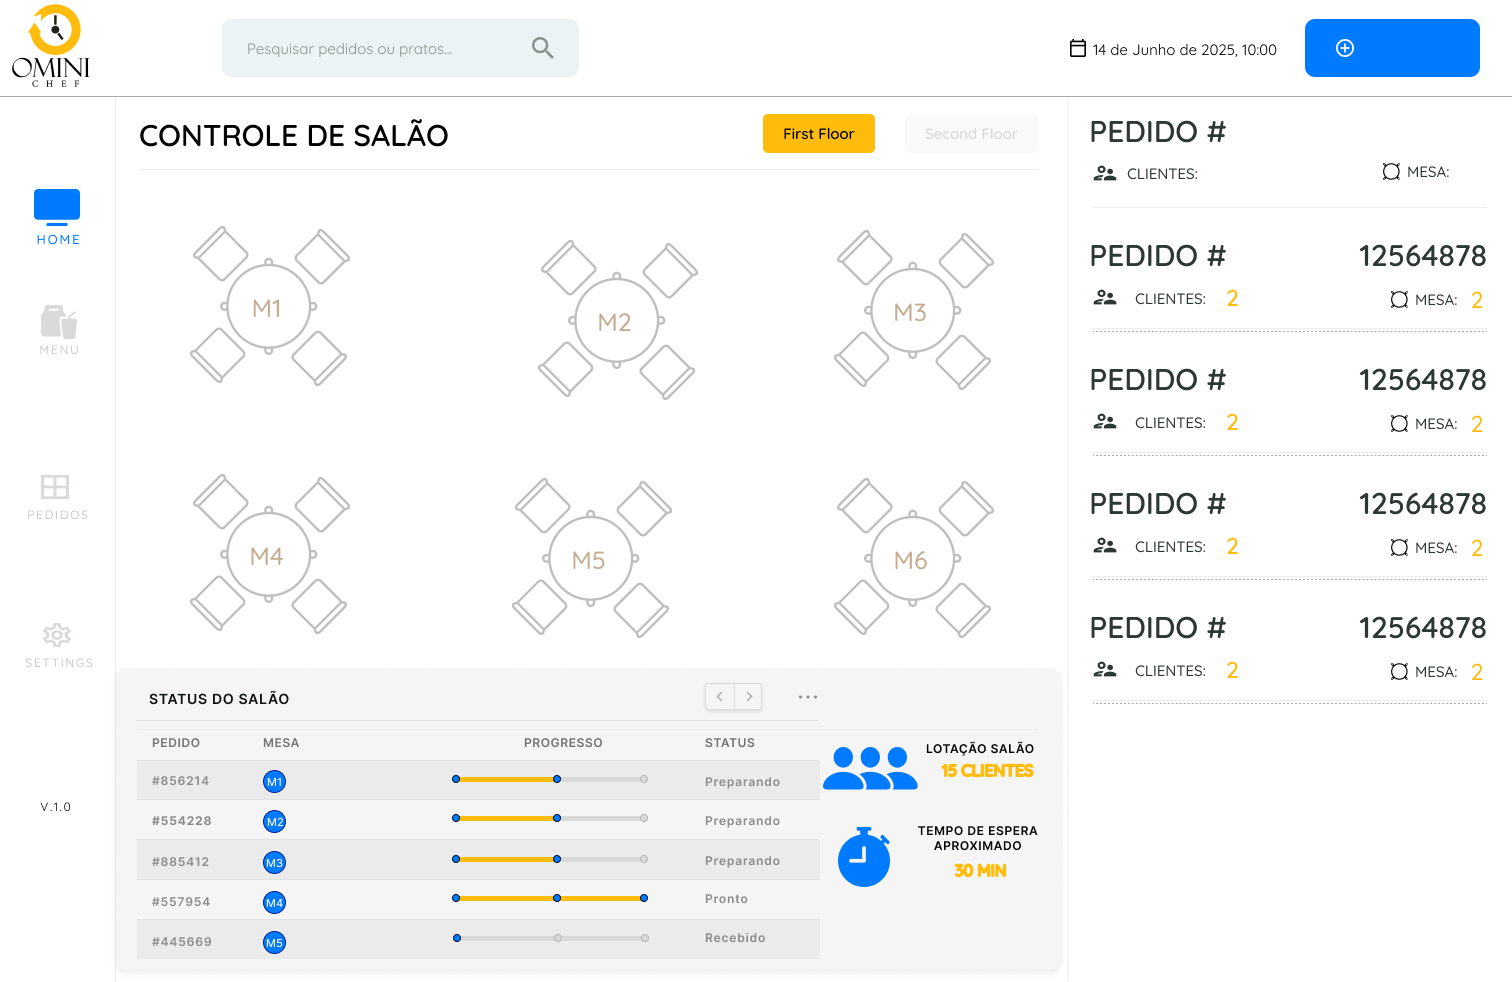 OMINI
CHEF
Pesquisar pedidos ou pratos...
14 de Junho de 2025, 10:00
HOME
MENU
PEDIDOS
SETTINGS
V.1.0
CONTROLE DE SALÃO
First Floor
Second Floor
M1
M2
M3
M4
M5
M6
STATUS DO SALÃO
PEDIDO MESA PROGRESSO STATUS
#856214 M1 Preparando
#554228 M2 Preparando
#885412 M3 Preparando
#557954 M4 Pronto
#445669 M5 Recebido
LOTAÇÃO SALÃO
15 CLIENTES
TEMPO DE ESPERA
APROXIMADO
30 MIN
PEDIDO #
CLIENTES: MESA:
PEDIDO # 12564878
CLIENTES: 2 MESA: 2
PEDIDO # 12564878
CLIENTES: 2 MESA: 2
PEDIDO # 12564878
CLIENTES: 2 MESA: 2
PEDIDO # 12564878
CLIENTES: 2 MESA: 2